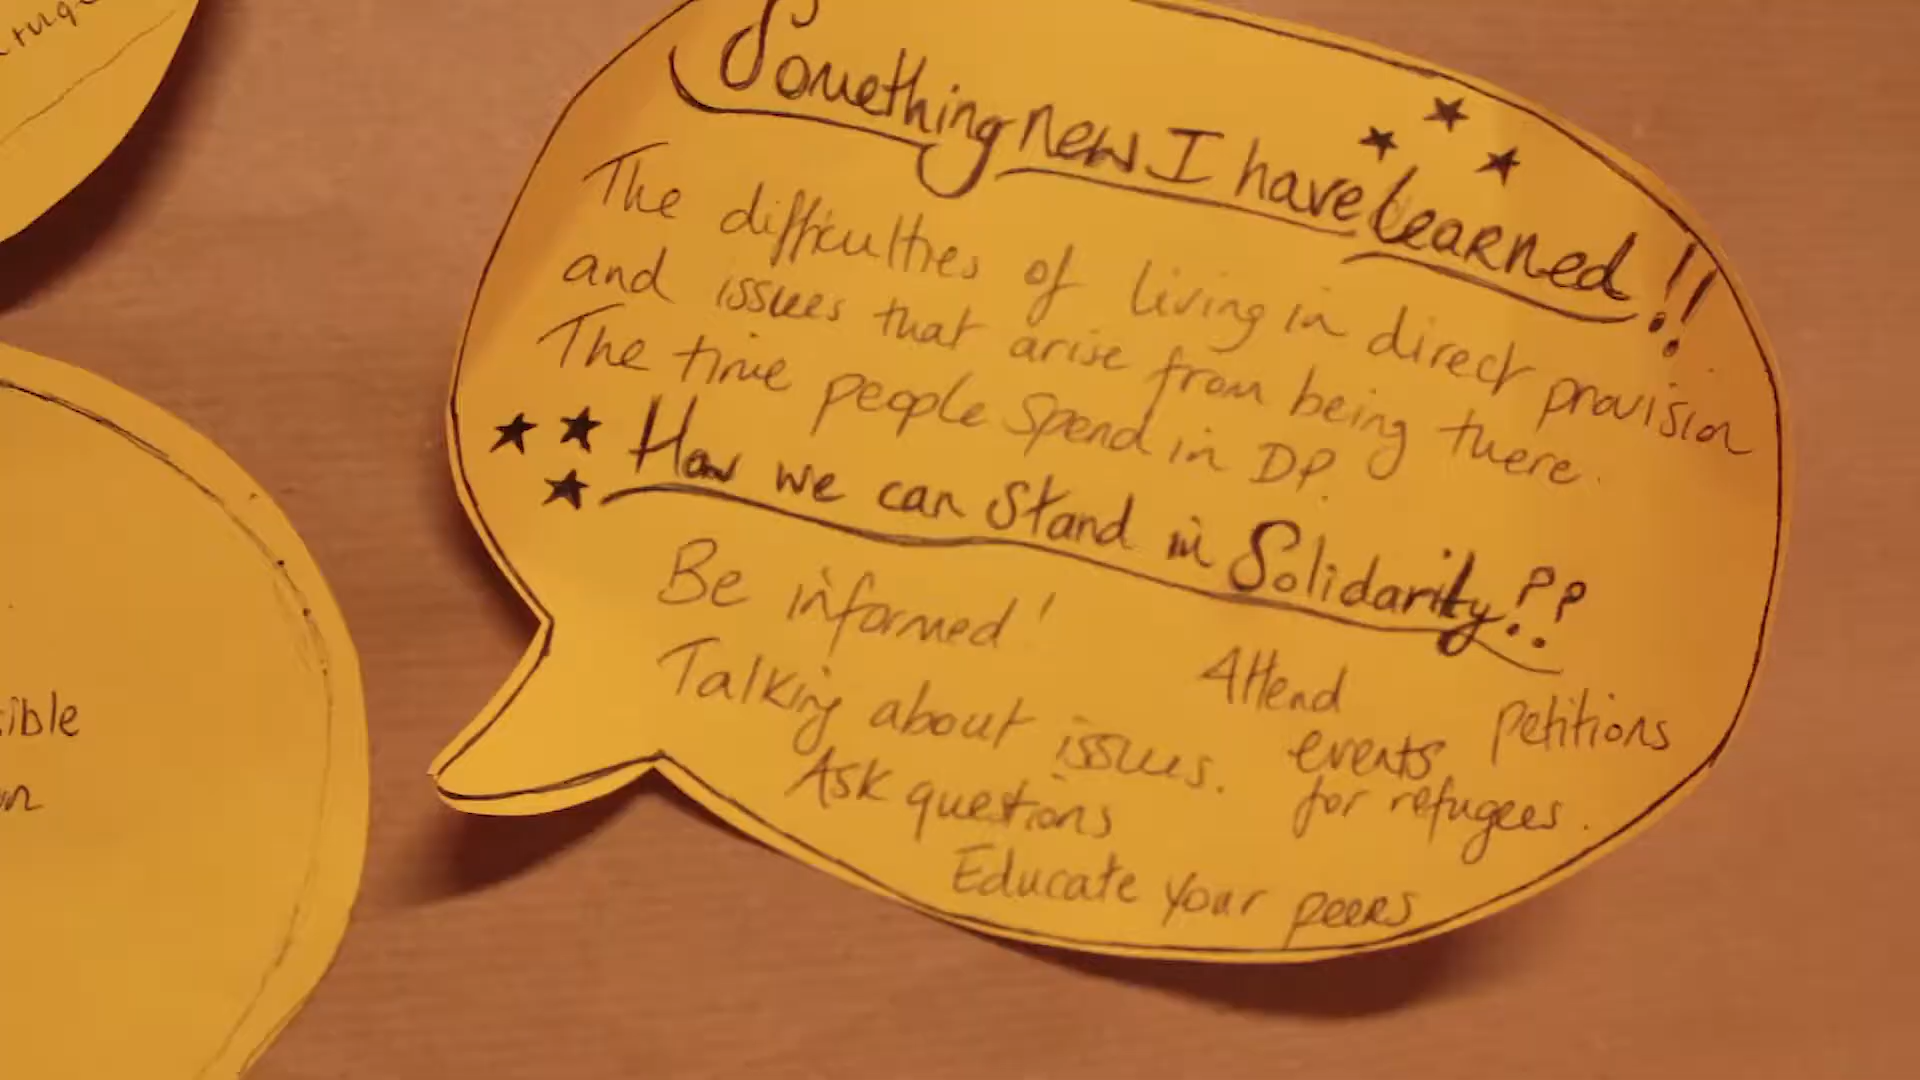 Something new I have learned!!
The difficulties of living in direct provision
and issues that arise from being there.
The time people spend in DP.
How we can stand in Solidarity??
Be informed!
Talking about issues.
Ask questions
Attend
events,
petitions
for refugees.
Educate your peers